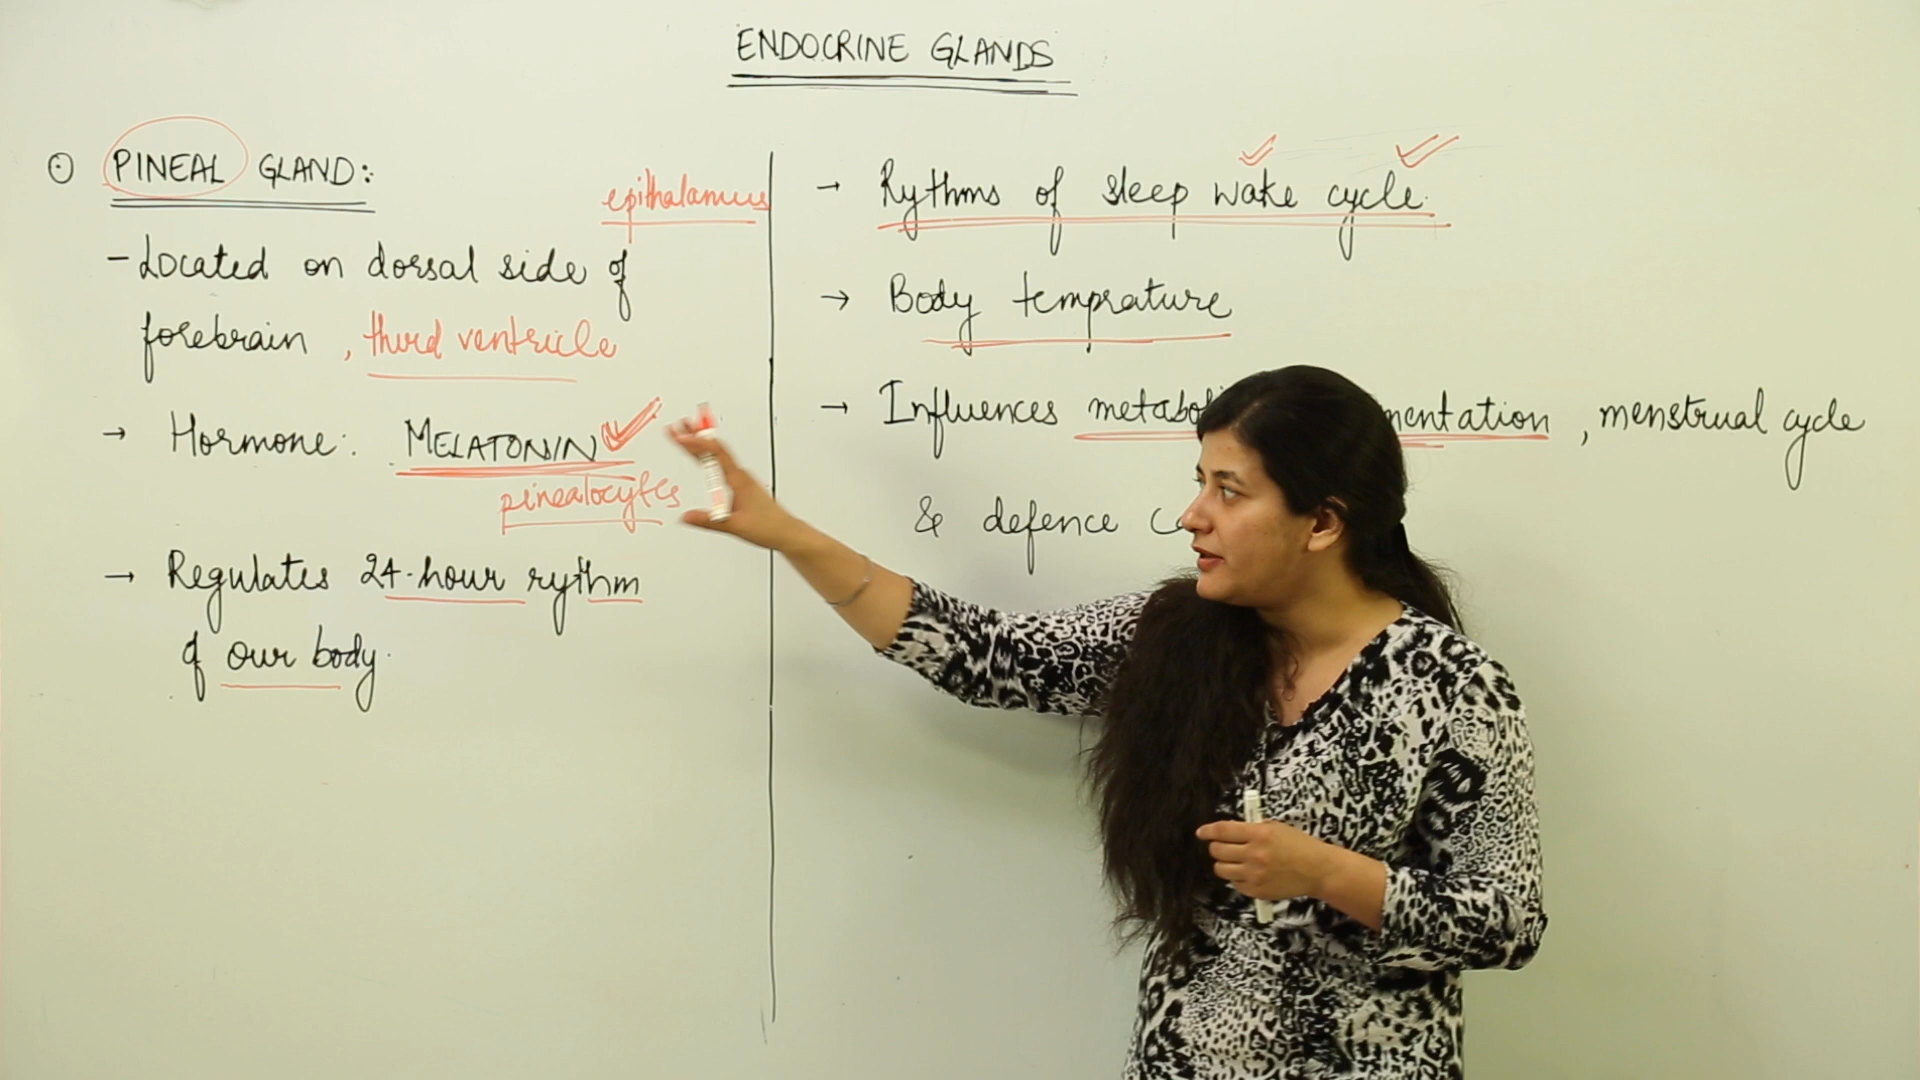 ENDOCRINE GLANDS
PINEAL GLAND:
epithalamus
- Located on dorsal side of
forebrain, third ventricle
→ Hormone: MELATONIN
pinealocytes
→ Regulates 24-hour rythm
of our body.
→ Rythms of sleep wake cycle.
→ Body temprature
→ Influences , menstrual cycle
& defence